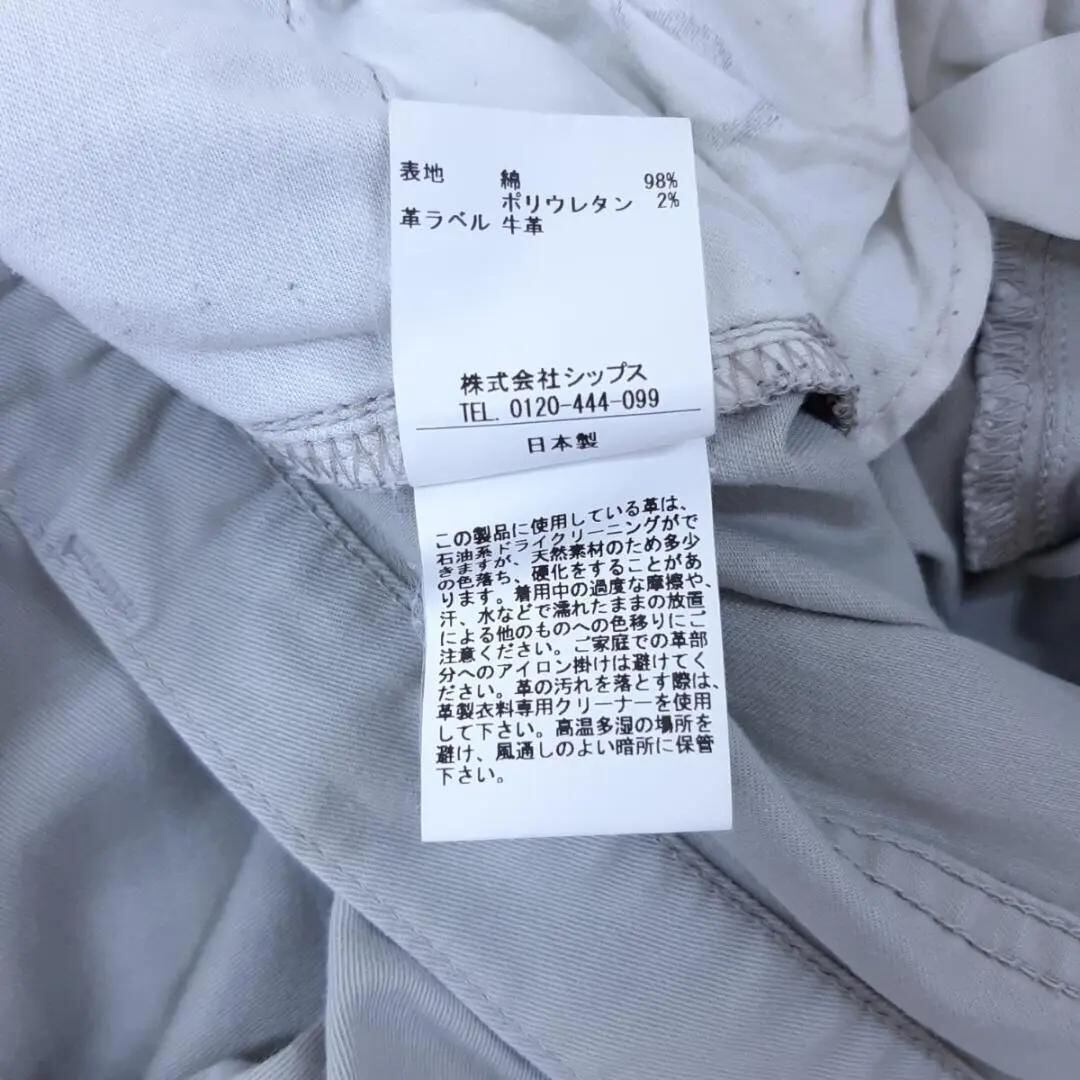 表地 綿 98%
ポリウレタン 2%
革ラベル 牛革
株式会社シップス
TEL. 0120-444-099
日本製
この製品に使用している革は、
石油系ドライクリーニングがで
きますが、天然素材のため多少
の色落ち、硬化をすることがあ
ります。着用中の過度な摩擦や、
汗、水などで濡れたままの放置
による他のものへの色移りにご
注意ください。ご家庭での革部
分へのアイロン掛けは避けてく
ださい。革の汚れを落とす際は、
革製衣料専用クリーナーを使用
して下さい。高温多湿の場所を
避け、風通しのよい暗所に保管
下さい。